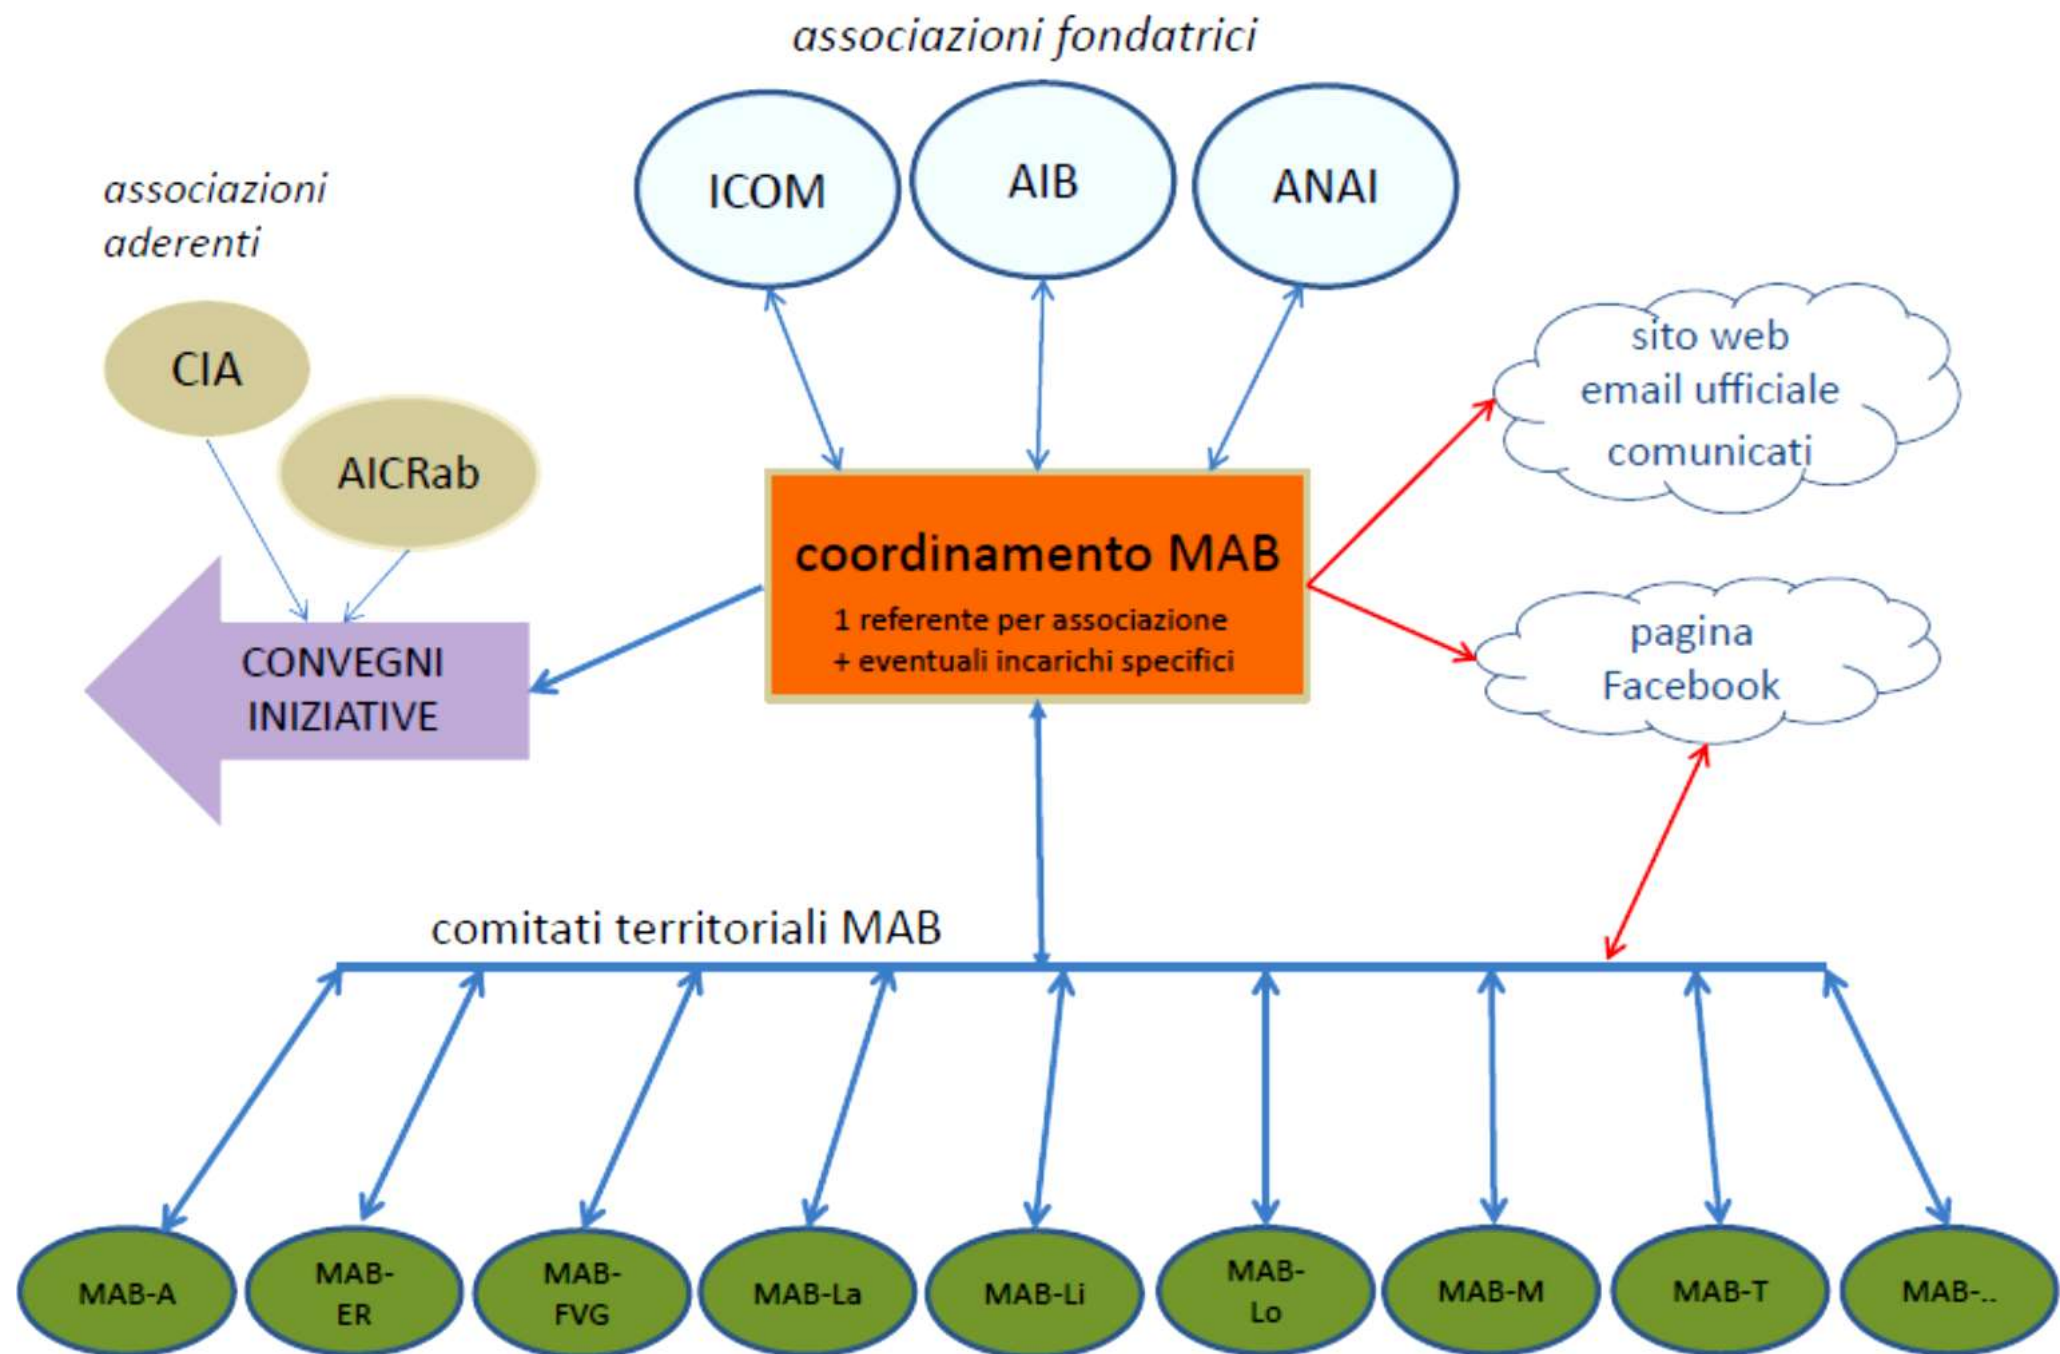 associazioni fondatrici
ICOM
AIB
ANAI
associazioni
aderenti
CIA
AICRab
sito web
email ufficiale
comunicati
coordinamento MAB
1 referente per associazione
+ eventuali incarichi specifici
pagina
Facebook
CONVEGNI
INIZIATIVE
comitati territoriali MAB
MAB-A
MAB-
ER
MAB-
FVG
MAB-La
MAB-Li
MAB-
Lo
MAB-M
MAB-T
MAB-..